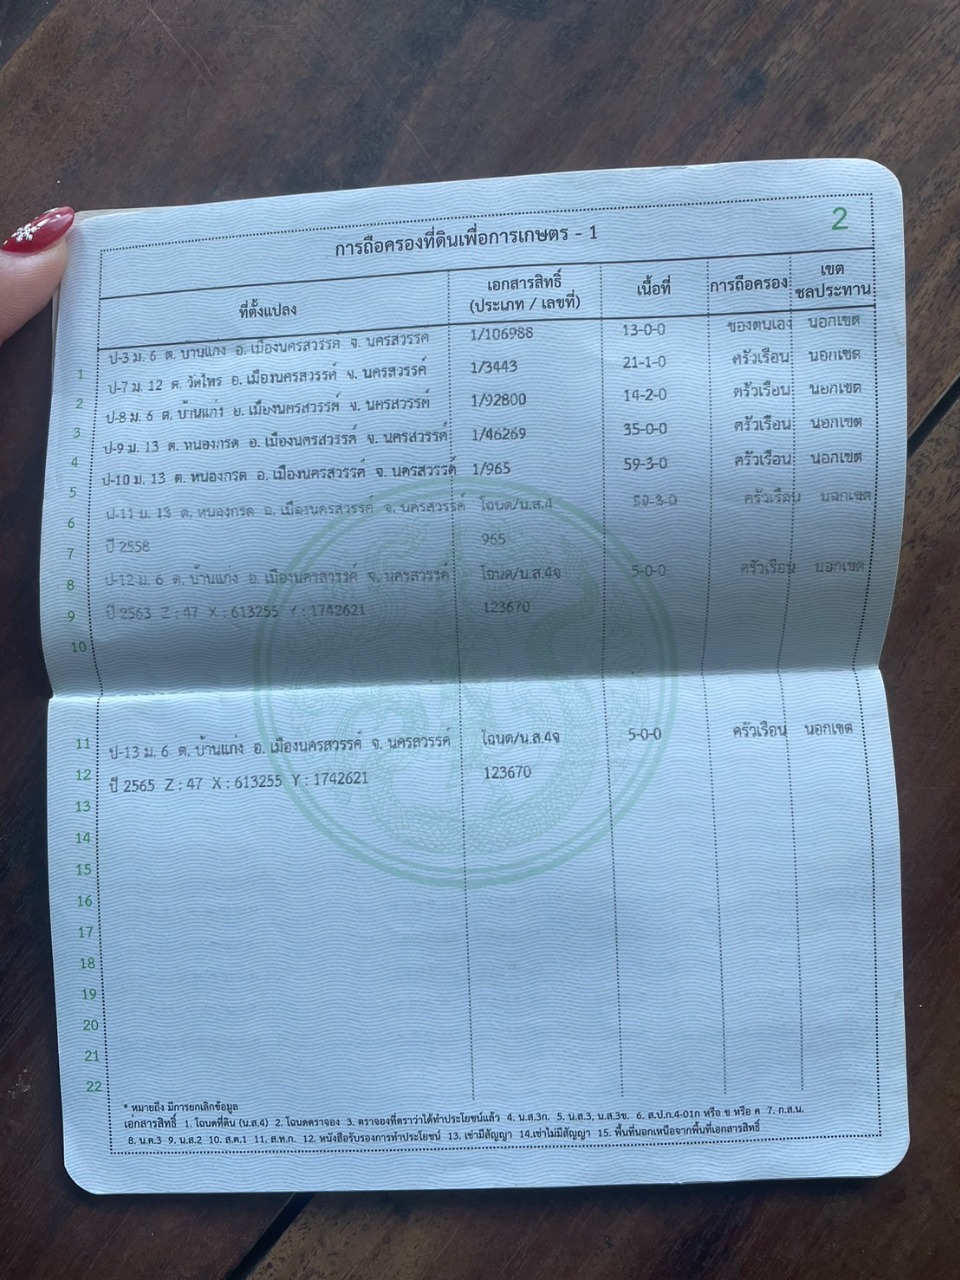 2
การถือครองที่ดินเพื่อการเกษตร - 1
ที่ตั้งแปลง เอกสารสิทธิ์ (ประเภท / เลขที่) เนื้อที่ การถือครอง เขตชลประทาน
ป-3 ม. 6 ต. บ้านแก่ง อ. เมืองนครสวรรค์ จ. นครสวรรค์ 1/106988 13-0-0 ของตนเอง นอกเขต
1 ป-7 ม. 12 ต. วัดไทร อ. เมืองนครสวรรค์ จ. นครสวรรค์ 1/3443 21-1-0 ครัวเรือน นอกเขต
2 ป-8 ม. 6 ต. บ้านแก่ง อ. เมืองนครสวรรค์ จ. นครสวรรค์ 1/92800 14-2-0 ครัวเรือน นอกเขต
3 ป-9 ม. 13 ต. หนองกรด อ. เมืองนครสวรรค์ จ. นครสวรรค์ 1/46269 35-0-0 ครัวเรือน นอกเขต
4 ป-10 ม. 13 ต. หนองกรด อ. เมืองนครสวรรค์ จ. นครสวรรค์ 1/965 59-3-0 ครัวเรือน นอกเขต
5
6 ป-11 ม. 13 ต. หนองกรด อ. เมืองนครสวรรค์ จ. นครสวรรค์ โฉนด/น.ส.4 59-3-0 ครัวเรือน นอกเขต
7 ปี 2558 965
8 ป-12 ม. 6 ต. บ้านแก่ง อ. เมืองนครสวรรค์ จ. นครสวรรค์ โฉนด/น.ส.4จ 5-0-0 ครัวเรือน นอกเขต
9 ปี 2563 Z : 47 X : 613255 Y : 1742621 123670
10
11 ป-13 ม. 6 ต. บ้านแก่ง อ. เมืองนครสวรรค์ จ. นครสวรรค์ โฉนด/น.ส.4จ 5-0-0 ครัวเรือน นอกเขต
12 ปี 2565 Z : 47 X : 613255 Y : 1742621 123670
13
14
15
16
17
18
19
20
21
22
* หมายถึง มีการยกเลิกข้อมูล
เอกสารสิทธิ์ 1. โฉนดที่ดิน (น.ส.4) 2. โฉนดตราจอง 3. ตราจองที่ตราว่าได้ทำประโยชน์แล้ว 4. น.ส.3ก. 5. น.ส.3, น.ส.3ข. 6. ส.ป.ก.4-01ก หรือ ข หรือ ค 7. ก.ส.น.
8. น.ค.3 9. น.ส.2 10. ส.ค.1 11. ส.ท.ก. 12. หนังสือรับรองการทำประโยชน์ 13. เช่ามีสัญญา 14.เช่าไม่มีสัญญา 15. พื้นที่นอกเหนือจากพื้นที่เอกสารสิทธิ์